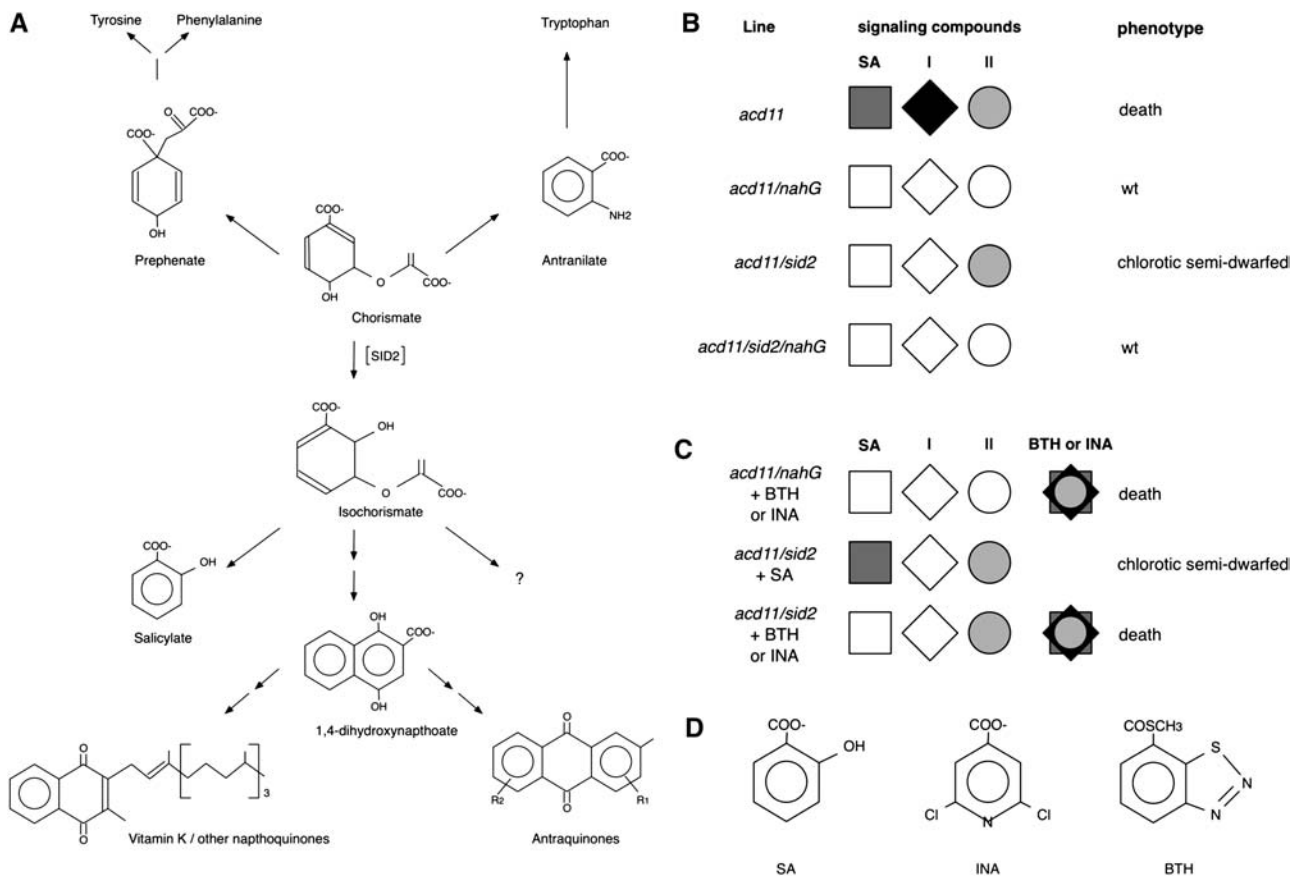 A
Tyrosine Phenylalanine
Tryptophan
O COO-
COO-
OH
Prephenate
COO-
NH2
Antranilate
COO-
O COO-
OH
Chorismate
[SID2]
COO-
OH
O COO-
Isochorismate
COO-
OH
Salicylate
?
OH
COO-
OH
1,4-dihydroxynapthoate
O
O
3
Vitamin K / other napthoquinones
O
R2 R1
O
Antraquinones
B
Line signaling compounds phenotype
SA I II
acd11 death
acd11/nahG wt
acd11/sid2 chlorotic semi-dwarfed
acd11/sid2/nahG wt
C
SA I II BTH or INA
acd11/nahG
+ BTH death
or INA
acd11/sid2 chlorotic semi-dwarfed
+ SA
acd11/sid2
+ BTH death
or INA
D
COO-
OH
SA
COO-
Cl N Cl
INA
COSCH3
S
N
N
BTH